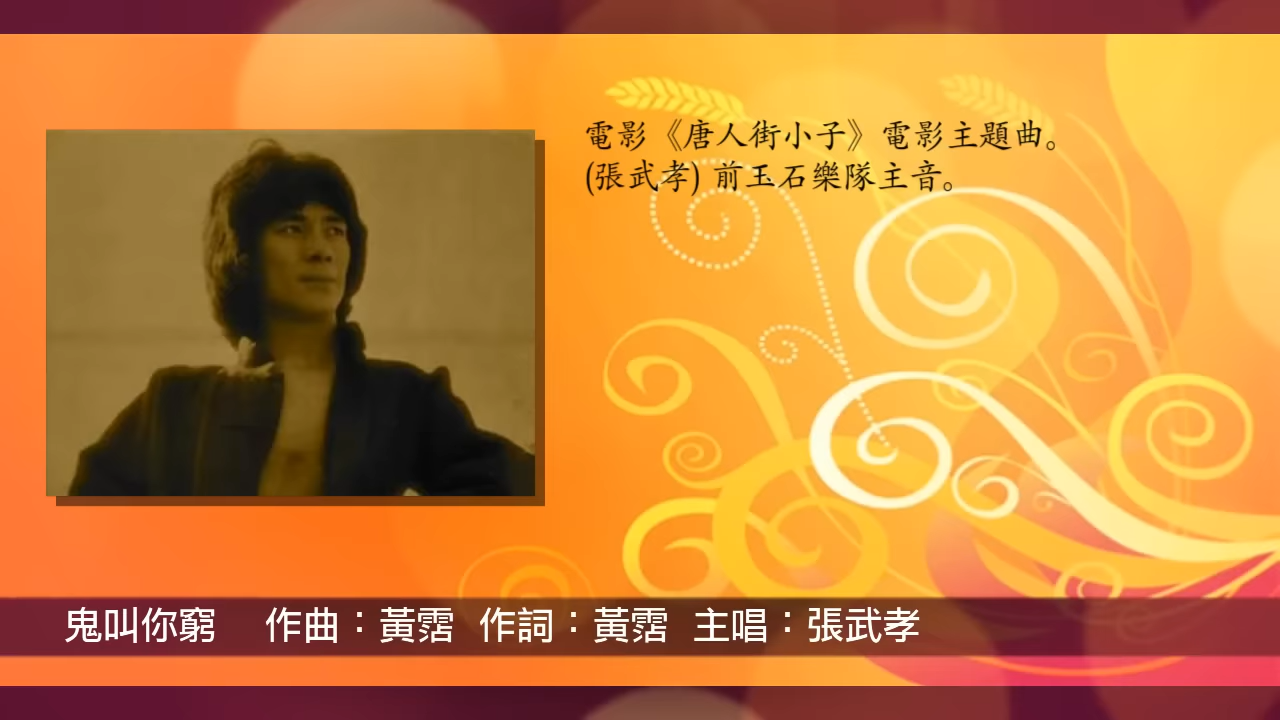 電影《唐人街小子》電影主題曲。
(張武孝) 前玉石樂隊主音。
鬼叫你窮 作曲：黃霑 作詞：黃霑 主唱：張武孝